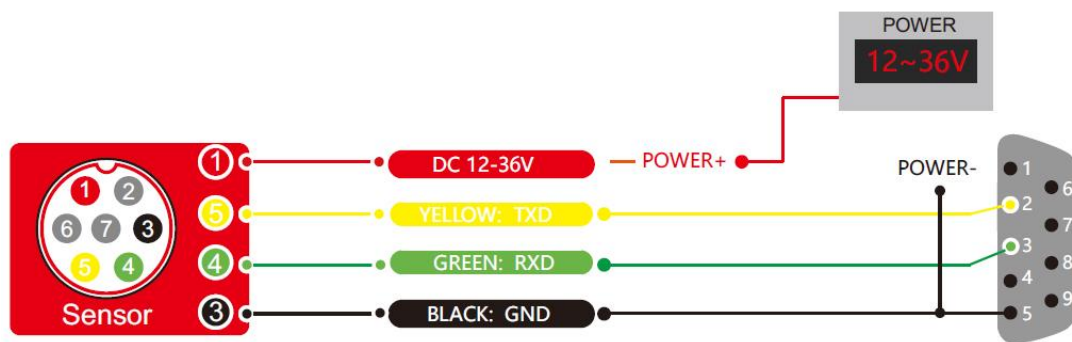 POWER
12~36V
1
DC 12-36V
POWER+
POWER-
1
6
1 2
5
YELLOW: TXD
2
6 7 3
7
5 4
4
GREEN: RXD
3
8
4
Sensor
3
BLACK: GND
9
5